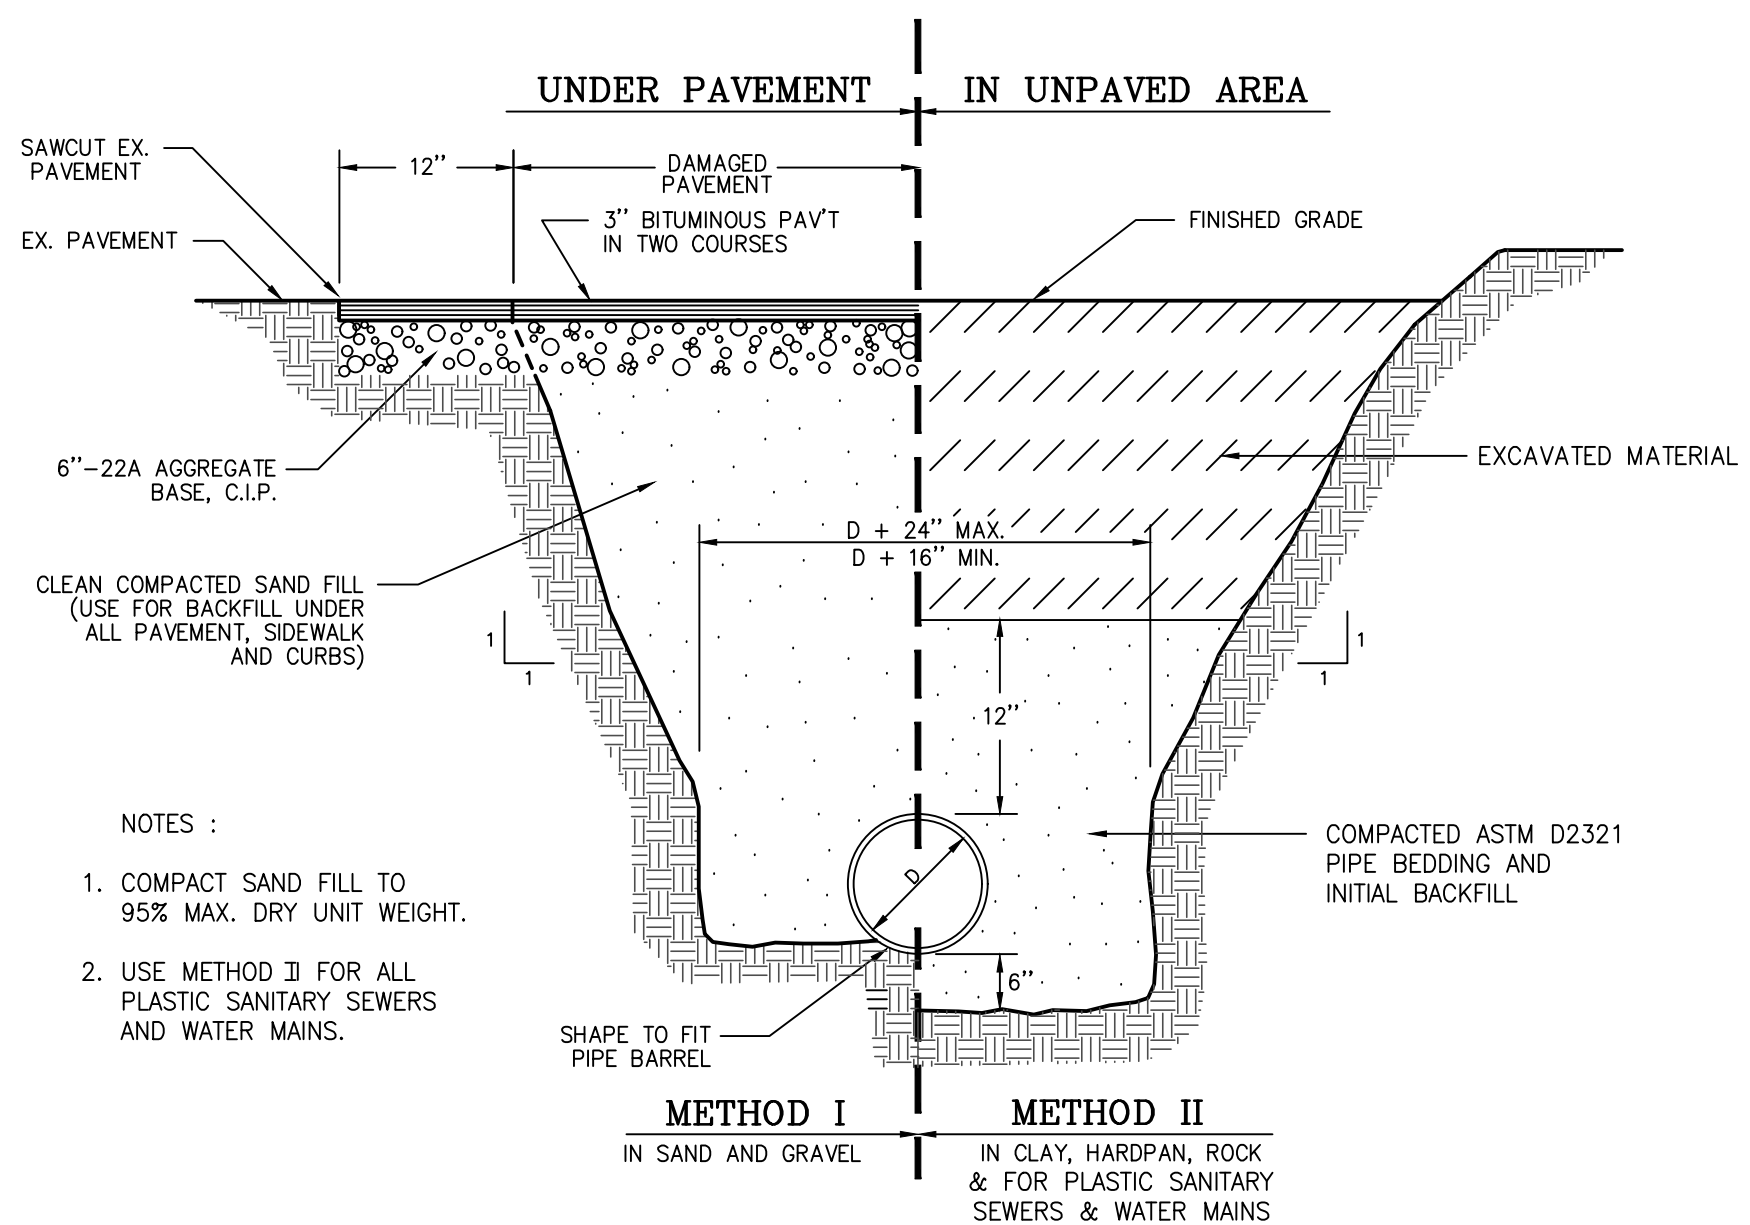 UNDER PAVEMENT
IN UNPAVED AREA
SAWCUT EX.
PAVEMENT
12"
DAMAGED
PAVEMENT
EX. PAVEMENT
3" BITUMINOUS PAV'T
IN TWO COURSES
FINISHED GRADE
6"-22A AGGREGATE
BASE, C.I.P.
EXCAVATED MATERIAL
D + 24" MAX.
D + 16" MIN.
CLEAN COMPACTED SAND FILL
(USE FOR BACKFILL UNDER
ALL PAVEMENT, SIDEWALK
AND CURBS)
1
1
1
1
12"
NOTES :
1. COMPACT SAND FILL TO
95% MAX. DRY UNIT WEIGHT.
2. USE METHOD II FOR ALL
PLASTIC SANITARY SEWERS
AND WATER MAINS.
D
COMPACTED ASTM D2321
PIPE BEDDING AND
INITIAL BACKFILL
6"
SHAPE TO FIT
PIPE BARREL
METHOD I
IN SAND AND GRAVEL
METHOD II
IN CLAY, HARDPAN, ROCK
& FOR PLASTIC SANITARY
SEWERS & WATER MAINS